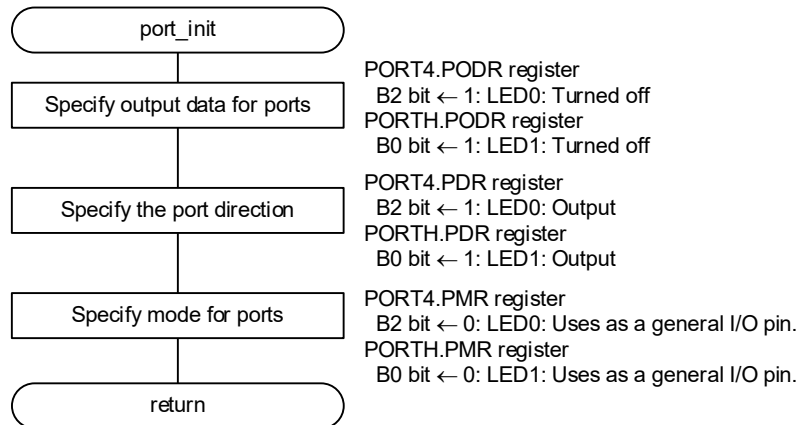 port_init
Specify output data for ports
PORT4.PODR register
B2 bit ← 1: LED0: Turned off
PORTH.PODR register
B0 bit ← 1: LED1: Turned off
Specify the port direction
PORT4.PDR register
B2 bit ← 1: LED0: Output
PORTH.PDR register
B0 bit ← 1: LED1: Output
Specify mode for ports
PORT4.PMR register
B2 bit ← 0: LED0: Uses as a general I/O pin.
PORTH.PMR register
B0 bit ← 0: LED1: Uses as a general I/O pin.
return